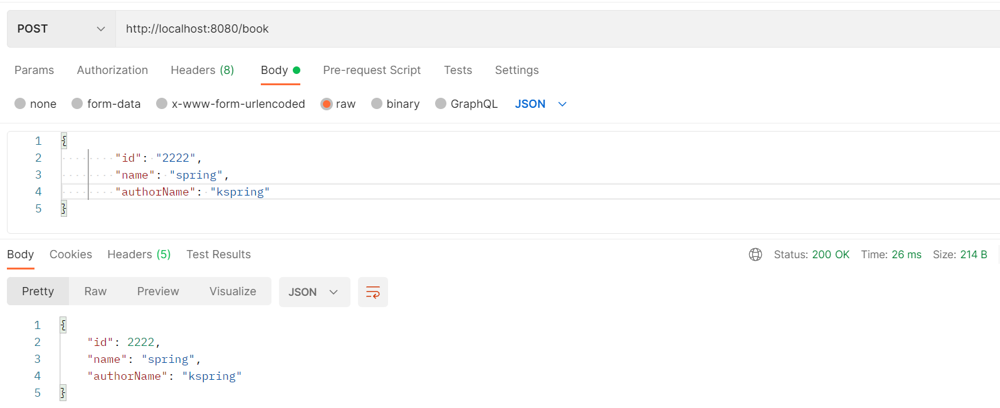 POST http://localhost:8080/book
Params Authorization Headers (8) Body Pre-request Script Tests Settings
none form-data x-www-form-urlencoded raw binary GraphQL JSON
1 {
2 "id": "2222",
3 "name": "spring",
4 "authorName": "kspring"
5 }
Body Cookies Headers (5) Test Results Status: 200 OK Time: 26 ms Size: 214 B
Pretty Raw Preview Visualize JSON
1 {
2 "id": 2222,
3 "name": "spring",
4 "authorName": "kspring"
5 }